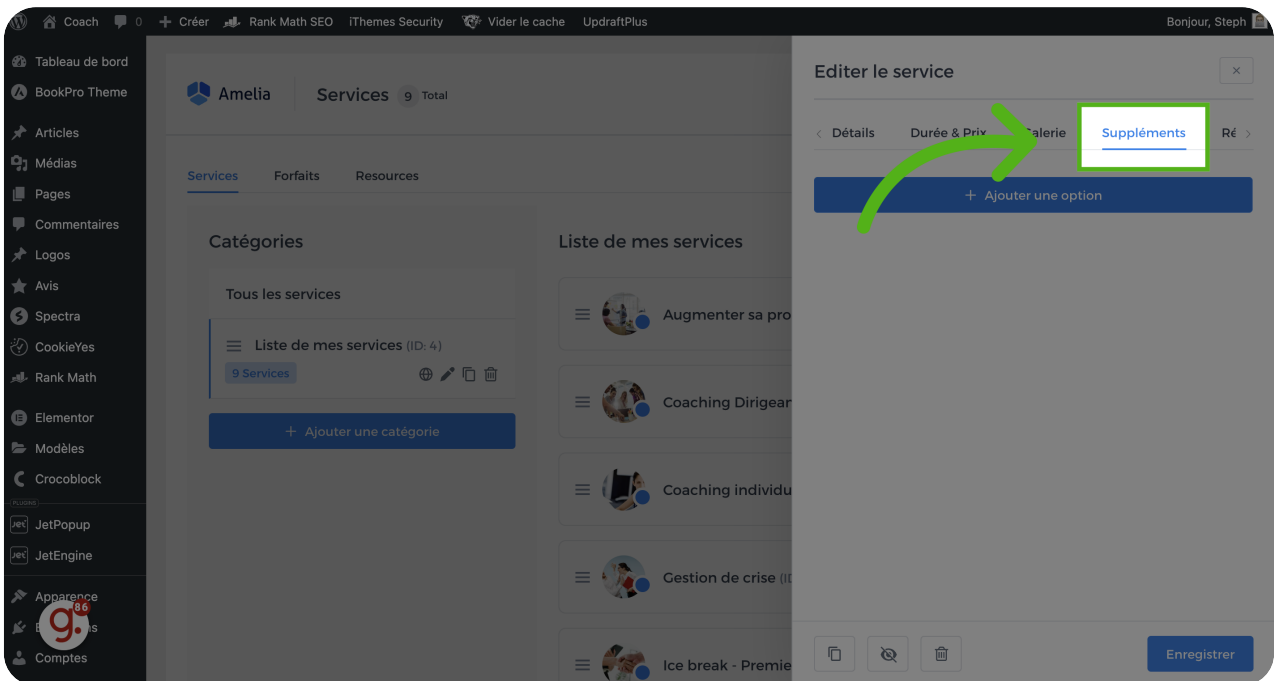 Coach 0 Créer Rank Math SEO iThemes Security Vider le cache UpdraftPlus Bonjour, Steph
Tableau de bord
BookPro Theme
Articles
Médias
Pages
Commentaires
Logos
Avis
Spectra
CookieYes
Rank Math
Elementor
Modèles
Crocoblock
PLUGINS
JetPopup
JetEngine
Apparence
Comptes
g.
86
Amelia
Services 9 Total
Services Forfaits Resources
Catégories
Tous les services
Liste de mes services (ID: 4)
9 Services
+ Ajouter une catégorie
Liste de mes services
Augmenter sa pro
Coaching Dirigean
Coaching individu
Gestion de crise (ID
Ice break - Premie
Editer le service
Détails Durée & Prix Galerie Suppléments Ré
+ Ajouter une option
Enregistrer